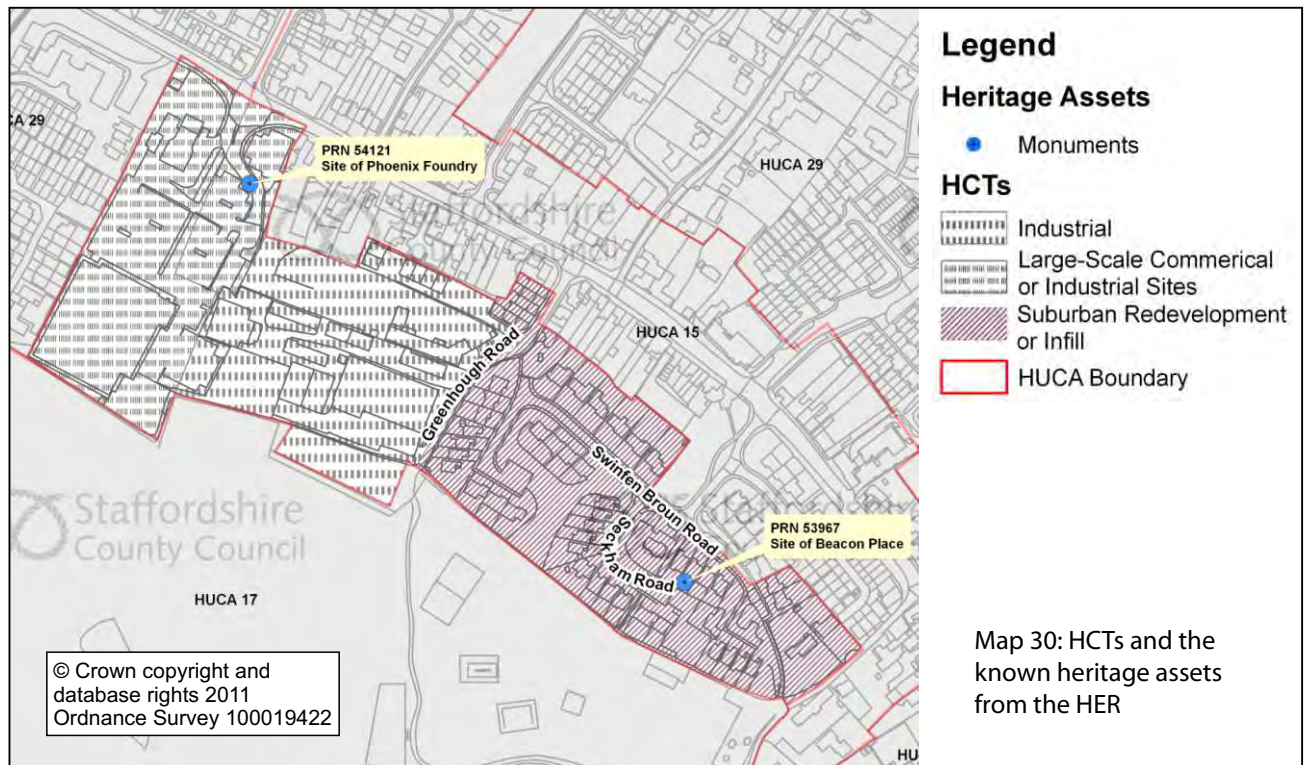 CA 29
PRN 54121
Site of Phoenix Foundry
HUCA 29
Staffordshire
County Council
HUCA 15
Greenhough Road
Swinfen Broun Road
Seckham Road
PRN 53967
Site of Beacon Place
Staffordshire
County Council
HUCA 17
© Crown copyright and
database rights 2011
Ordnance Survey 100019422
HU
Legend
Heritage Assets
Monuments
HCTs
Industrial
Large-Scale Commerical
or Industrial Sites
Suburban Redevelopment
or Infill
HUCA Boundary
Map 30: HCTs and the
known heritage assets
from the HER